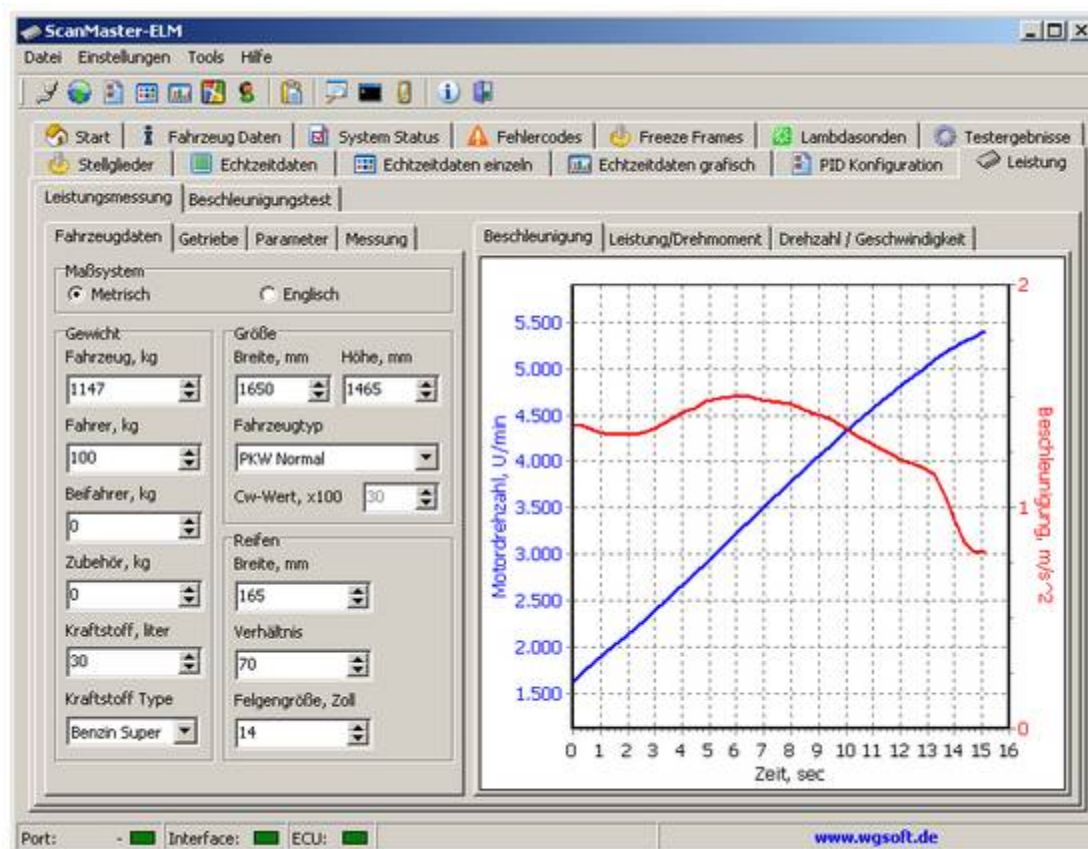 ScanMaster-ELM
Datei Einstellungen Tools Hilfe
Start Fahrzeug Daten System Status Fehlercodes Freeze Frames Lambdasonden Testergebnisse
Stellglieder Echtzeitdaten Echtzeitdaten einzeln Echtzeitdaten grafisch PID Konfiguration Leistung
Leistungsmessung Beschleunigungstest
Fahrzeugdaten Getriebe Parameter Messung
Maßsystem
Metrisch Englisch
Gewicht
Fahrzeug, kg
1147
Fahrer, kg
100
Beifahrer, kg
0
Zubehör, kg
0
Kraftstoff, liter
30
Kraftstoff Type
Benzin Super
Größe
Breite, mm Höhe, mm
1650 1465
Fahrzeugtyp
PKW Normal
Cw-Wert, x100 30
Reifen
Breite, mm
165
Verhältnis
70
Felgengröße, Zoll
14
Beschleunigung Leistung/Drehmoment Drehzahl / Geschwindigkeit
Motordrehzahl, U/min
5.500
5.000
4.500
4.000
3.500
3.000
2.500
2.000
1.500
2
1
0
Beschleunigung, m/s^2
0 1 2 3 4 5 6 7 8 9 10 11 12 13 14 15 16
Zeit, sec
Port: - Interface: ECU: www.wgsoft.de